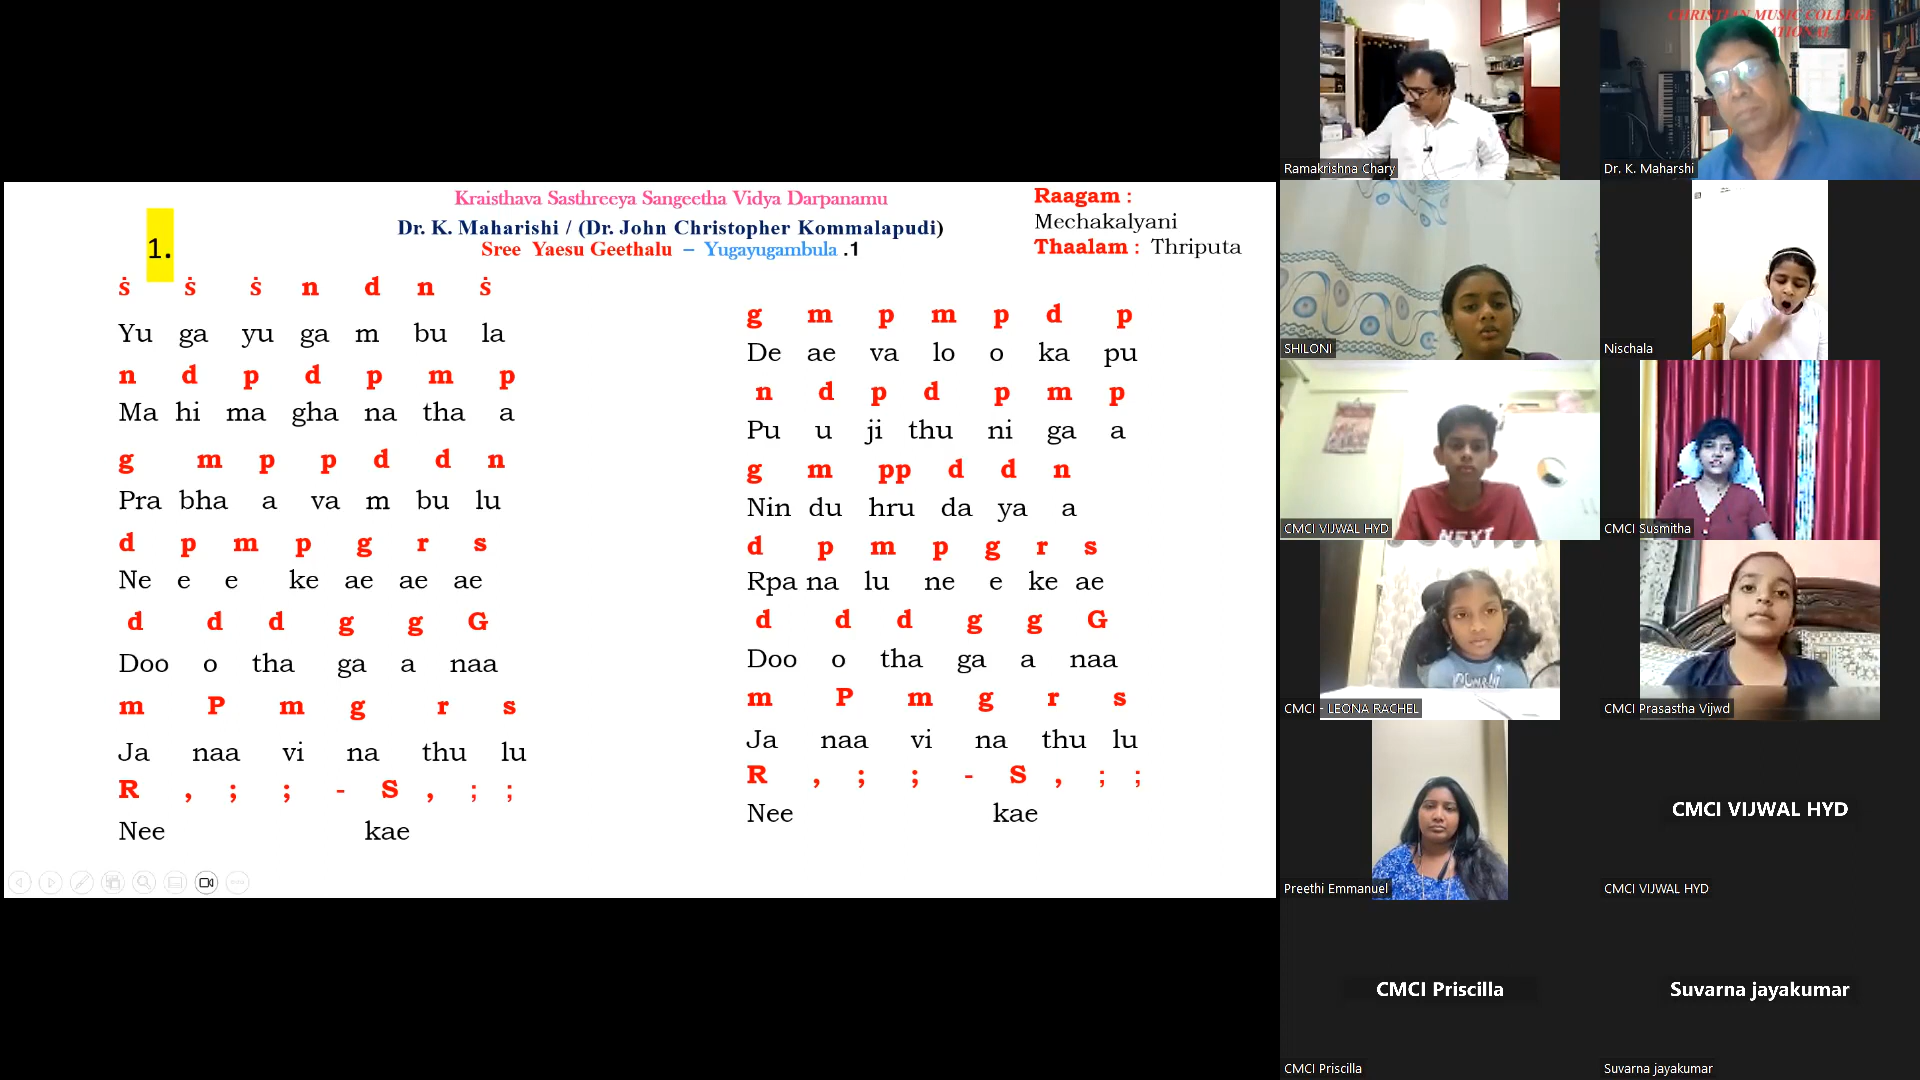 Kraisthava Sasthreeya Sangeetha Vidya Darpanamu
Dr. K. Maharishi / (Dr. John Christopher Kommalapudi)
Sree Yaesu Geethalu – Yugayugambula .1
Raagam :
Mechakalyani
Thaalam : Thriputa
1.
ṡ ṡ ṡ n d n ṡ
Yu ga yu ga m bu la
n d p d p m p
Ma hi ma gha na tha a
g m p p d d n
Pra bha a va m bu lu
d p m p g r s
Ne e e ke ae ae ae
d d d g g G
Doo o tha ga a naa
m P m g r s
Ja naa vi na thu lu
R , ; ; - S , ; ;
Nee kae
g m p m p d p
De ae va lo o ka pu
n d p d p m p
Pu u ji thu ni ga a
g m pp d d n
Nin du hru da ya a
d p m p g r s
Rpa na lu ne e ke ae
d d d g g G
Doo o tha ga a naa
m P m g r s
Ja naa vi na thu lu
R , ; ; - S , ; ;
Nee kae
Ramakrishna Chary
CHRISTIAN MUSIC COLLEGE
Dr. K. Maharshi
SHILONI
Nischala
CMCI VIJWAL HYD
NEXT
CMCI Susmitha
CMCI - LEONA RACHEL
CMCI Prasastha Vijwd
Preethi Emmanuel
CMCI VIJWAL HYD
CMCI VIJWAL HYD
CMCI Priscilla
CMCI Priscilla
Suvarna jayakumar
Suvarna jayakumar